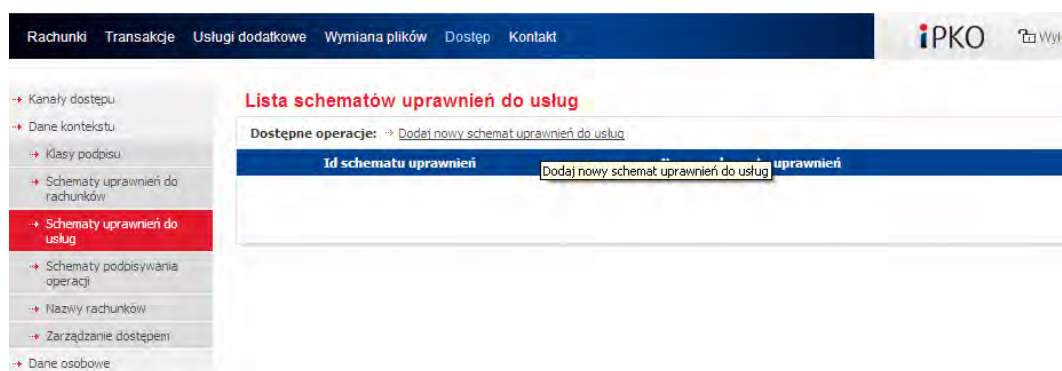 Rachunki Transakcje Usługi dodatkowe Wymiana plików Dostęp Kontakt
iPKO
Kanały dostępu
Dane kontekstu
Klasy podpisu
Schematy uprawnień do
rachunków
Schematy uprawnień do
usług
Schematy podpisywania
operacji
Nazwy rachunków
Zarządzanie dostępem
Dane osobowe
Lista schematów uprawnień do usług
Dostępne operacje: Dodaj nowy schemat uprawnień do usług
Id schematu uprawnień uprawnień
Dodaj nowy schemat uprawnień do usług